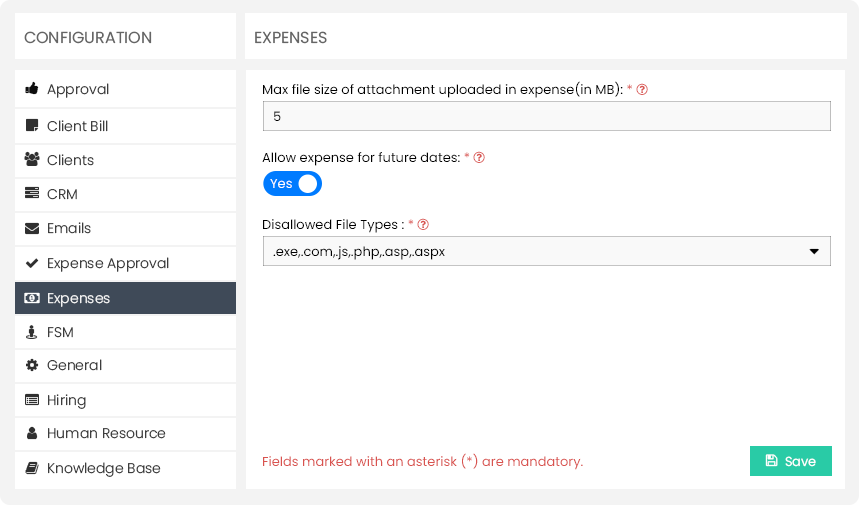 CONFIGURATION
Approval
Client Bill
Clients
CRM
Emails
Expense Approval
Expenses
FSM
General
Hiring
Human Resource
Knowledge Base
EXPENSES
Max file size of attachment uploaded in expense(in MB): * ?
5
Allow expense for future dates: * ?
Yes
Disallowed File Types : * ?
.exe,.com,.js,.php,.asp,.aspx
Fields marked with an asterisk (*) are mandatory.
Save